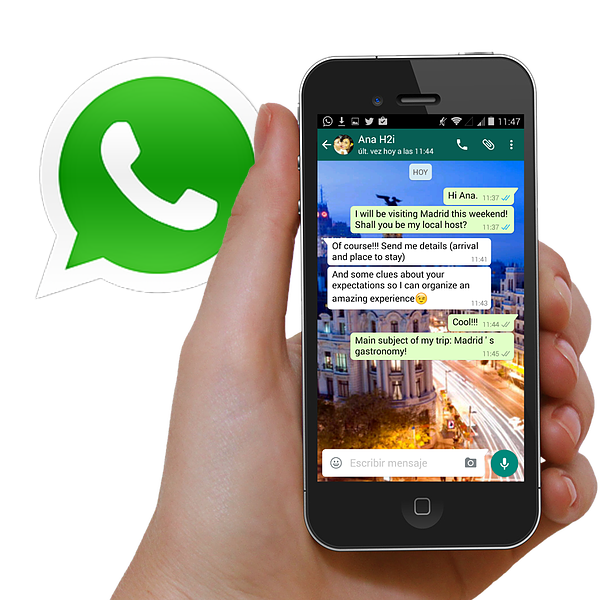 11:47
Ana H2i
últ. vez hoy a las 11:44
HOY
Hi Ana. 11:37
I will be visiting Madrid this weekend!
Shall you be my local host? 11:37
Of course!!! Send me details (arrival
and place to stay) 11:41
And some clues about your
expectations so I can organize an
amazing experience 11:43
Cool!!! 11:44
Main subject of my trip: Madrid ' s
gastronomy! 11:45
Escribir mensaje